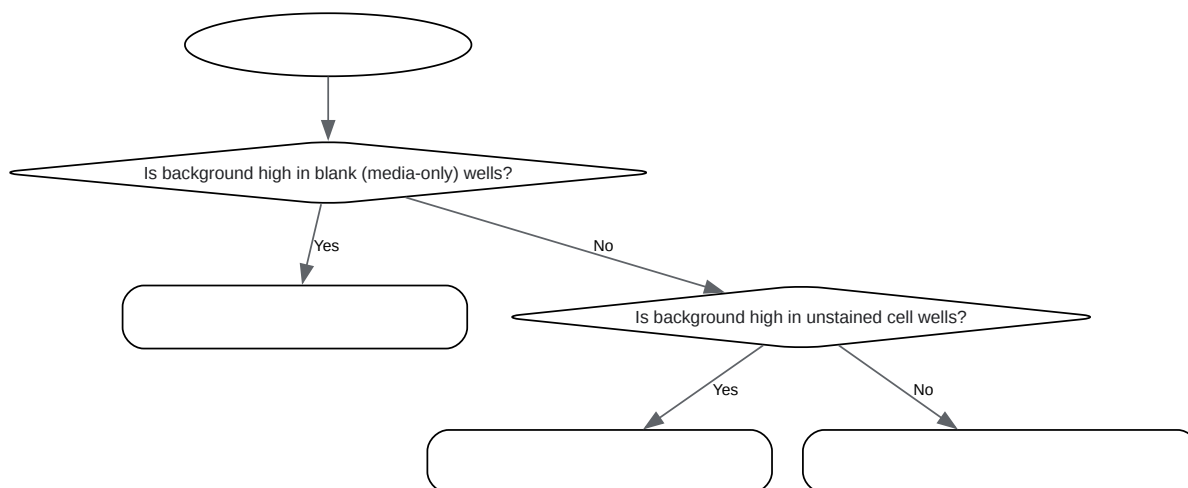 Is background high in blank (media-only) wells?
Yes
No
Is background high in unstained cell wells?
Yes
No